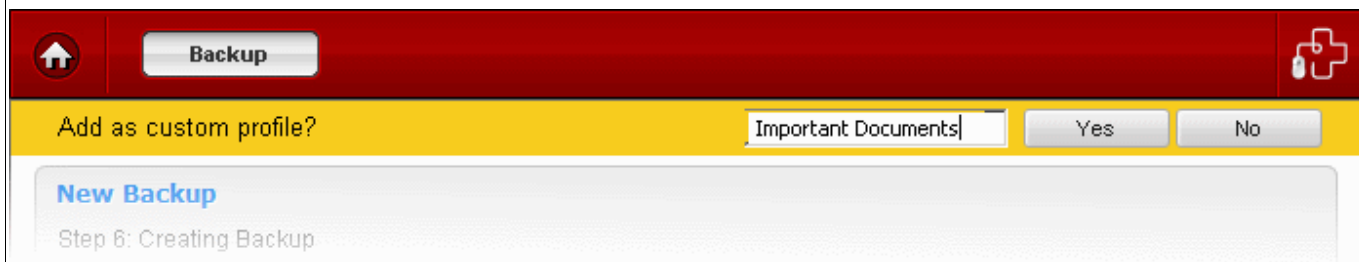 Backup
Add as custom profile? Important Documents Yes No
New Backup
Step 6: Creating Backup